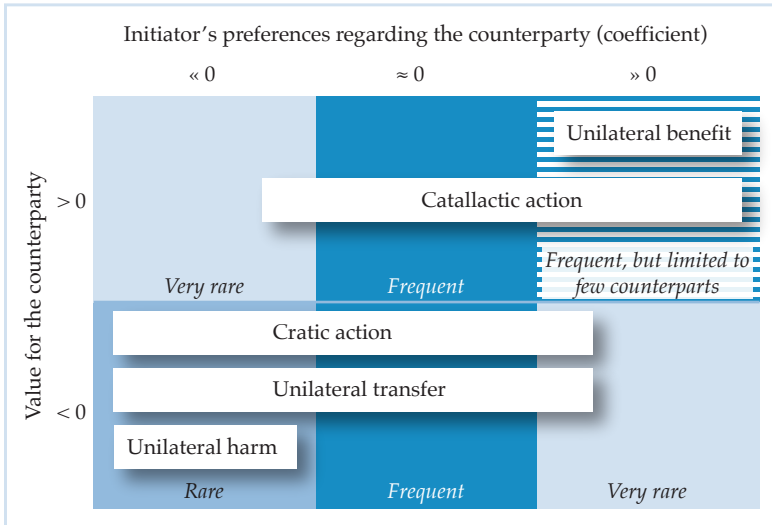 Initiator’s preferences regarding the counterparty (coefficient)
« 0 ≈ 0 » 0
Value for the counterparty
Unilateral benefit
> 0 Catallactic action
Frequent, but limited to
Very rare Frequent few counterparts
Cratic action
Unilateral transfer
< 0
Unilateral harm
Rare Frequent Very rare